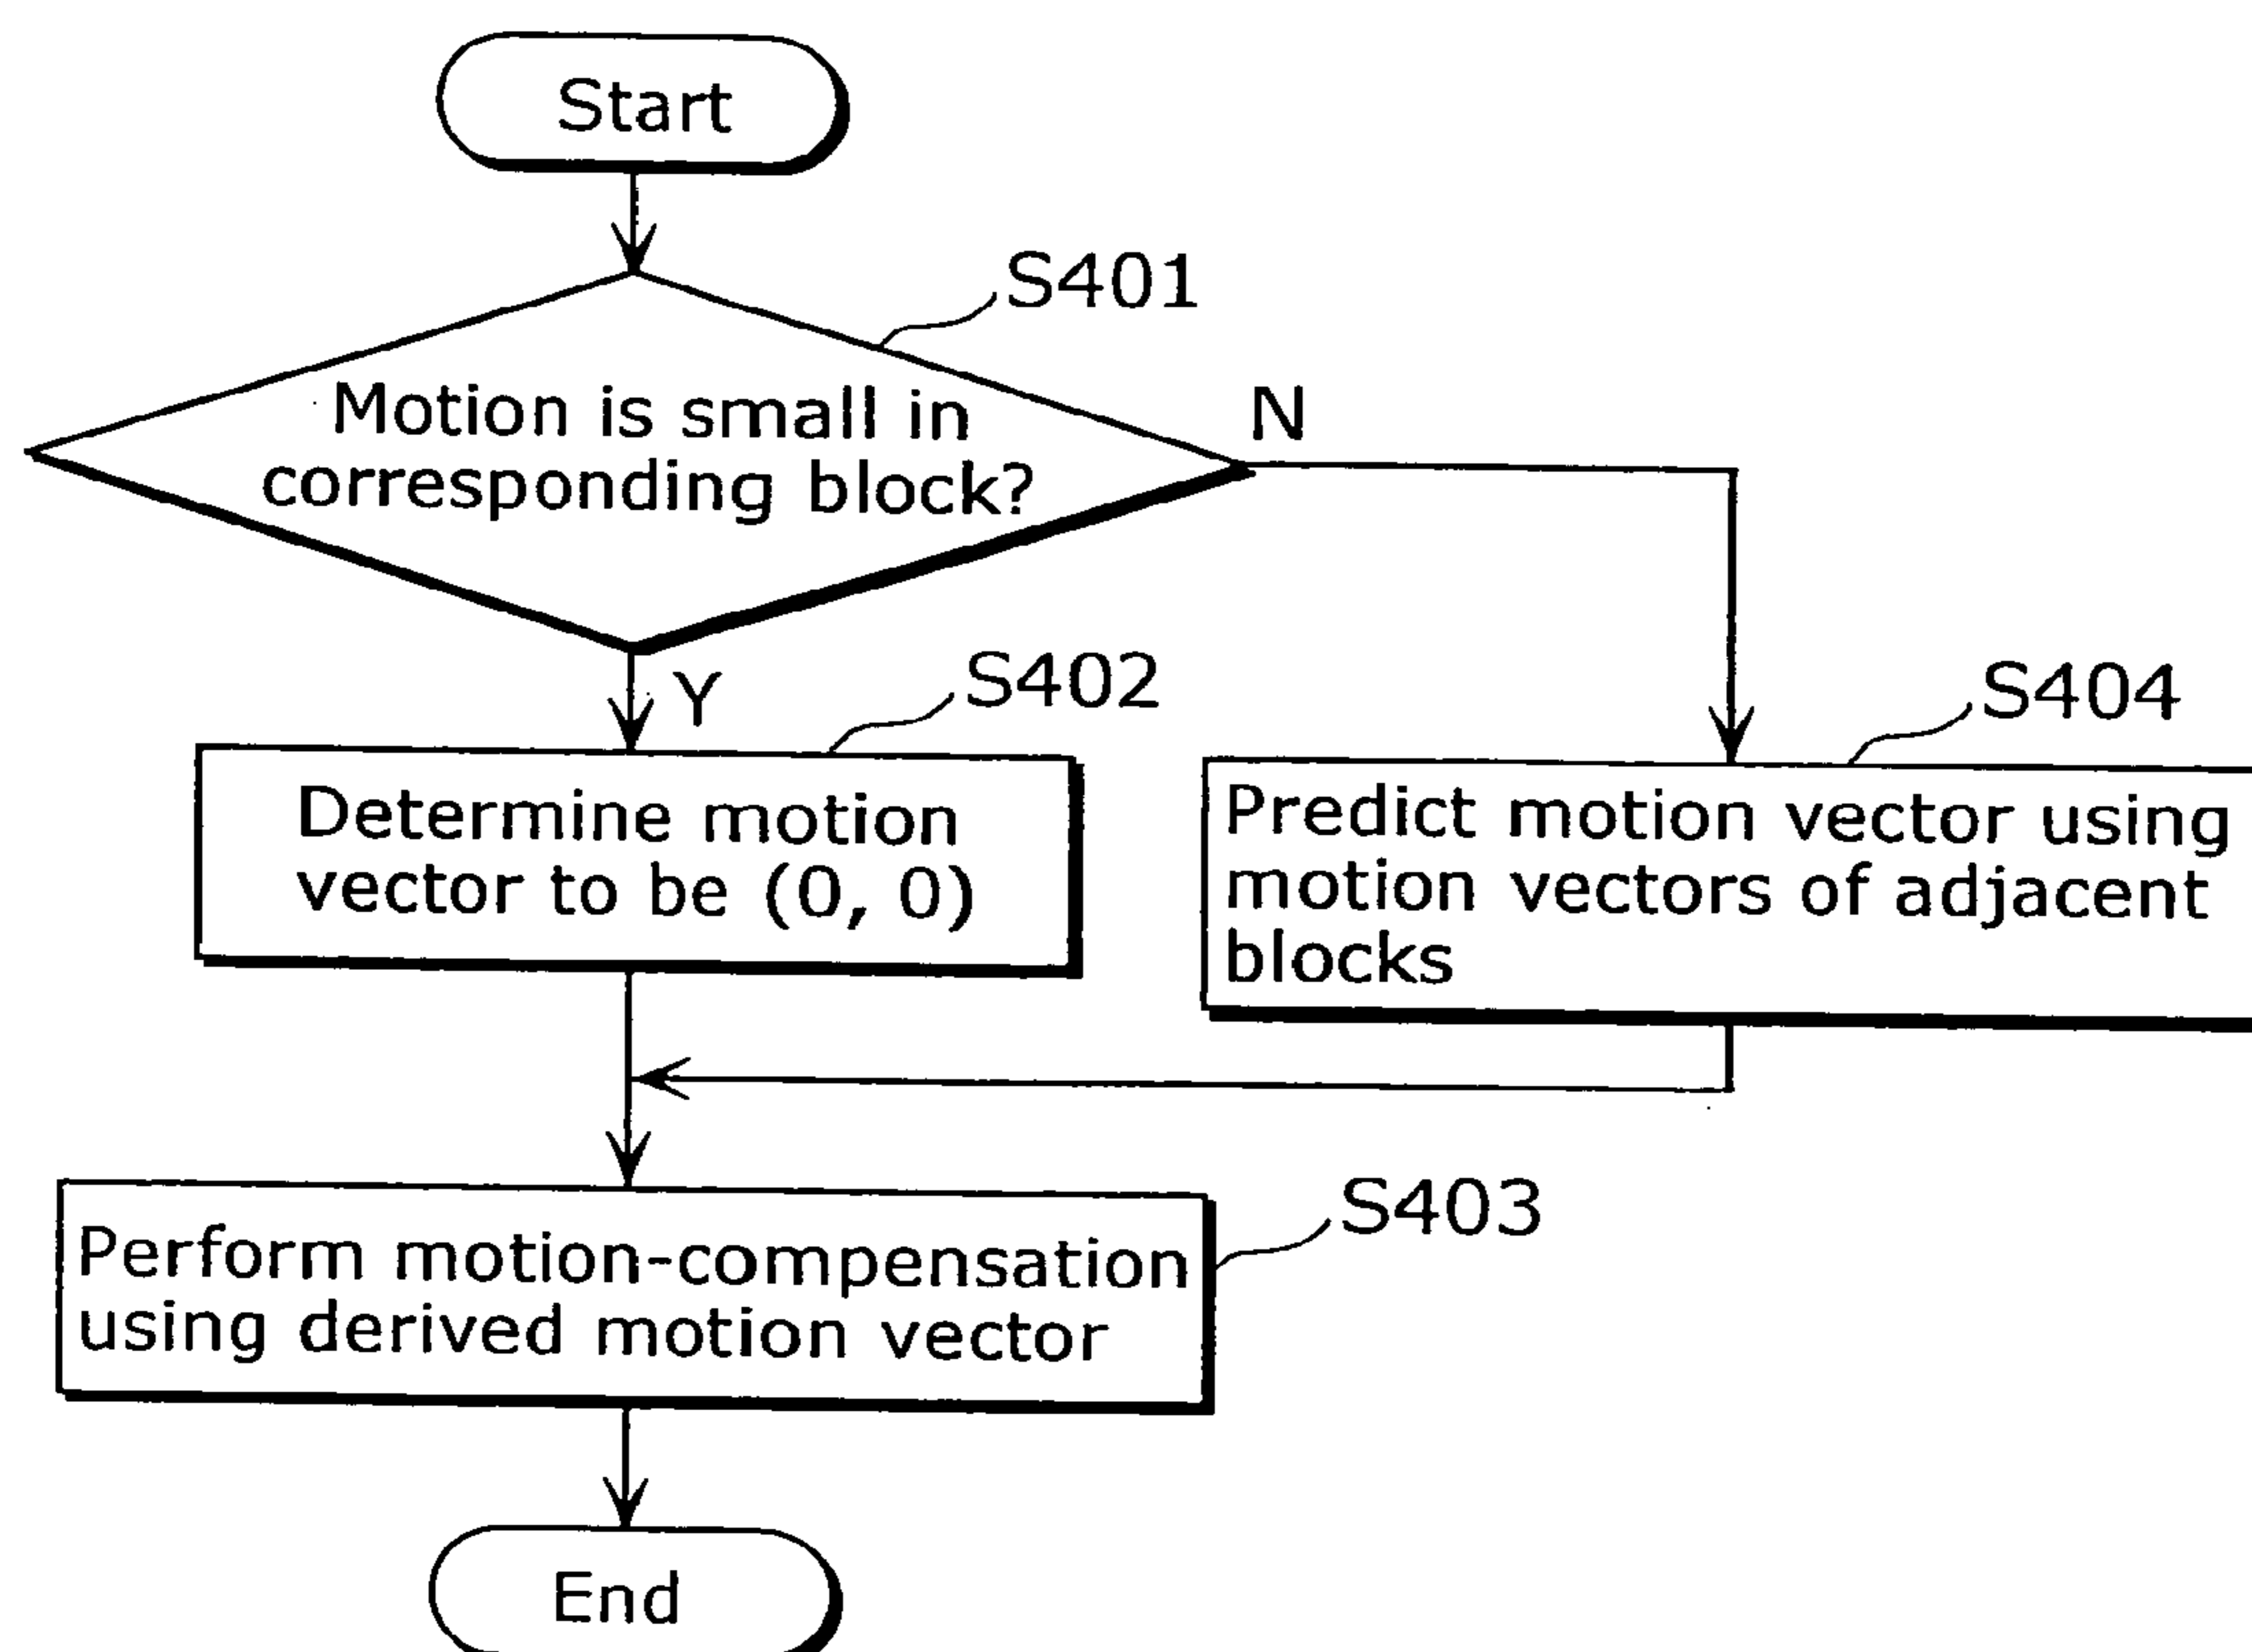 Start
S401
Motion is small in
corresponding block?
N
Y
S402
Determine motion
vector to be (0, 0)
S404
Predict motion vector using
motion vectors of adjacent
blocks
S403
Perform motion-compensation
using derived motion vector
End